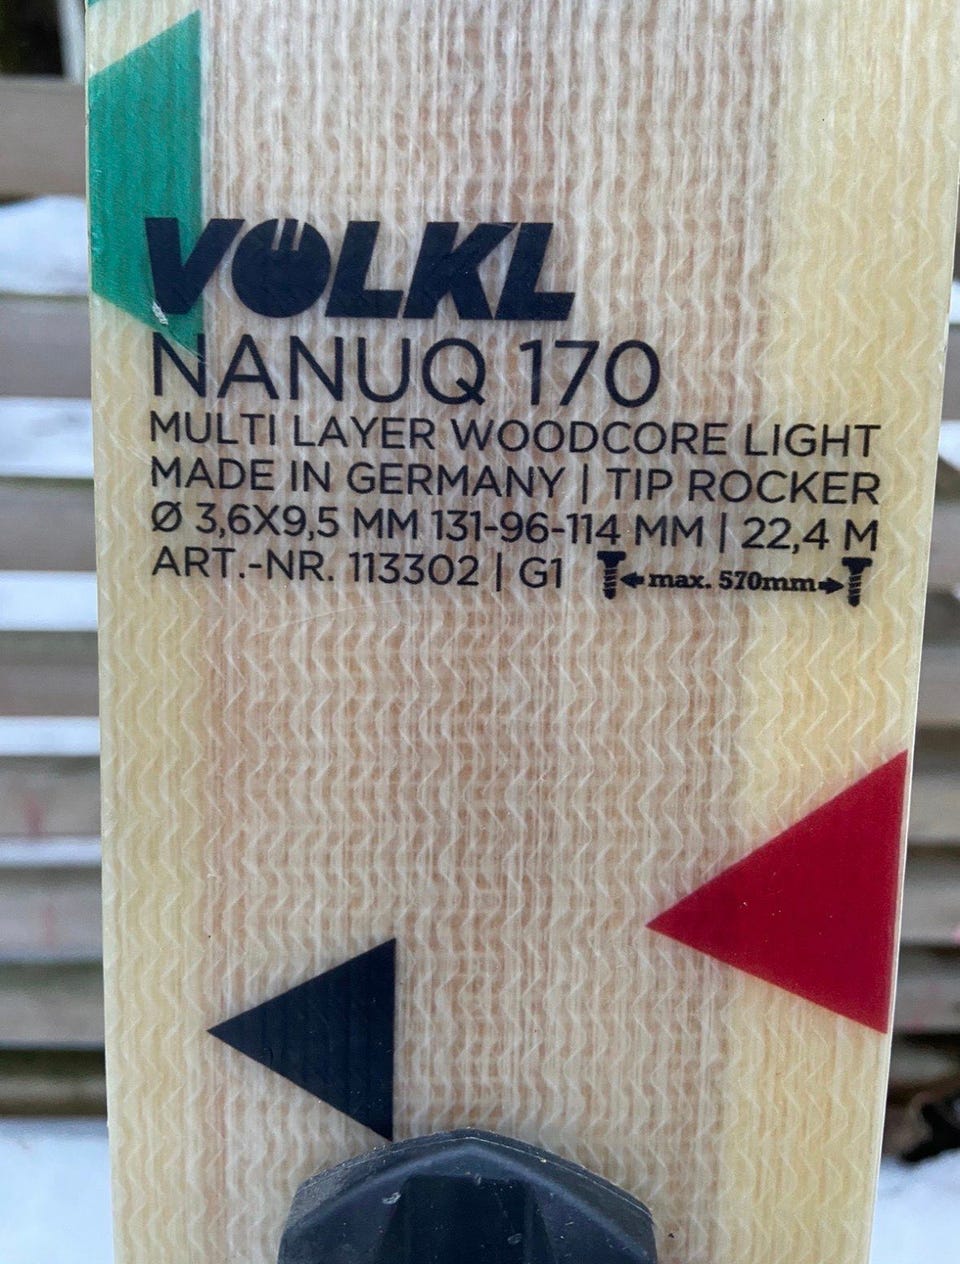 VÖLKL
NANUQ 170
MULTI LAYER WOODCORE LIGHT
MADE IN GERMANY | TIP ROCKER
Ø 3,6X9,5 MM 131-96-114 MM | 22,4 M
ART.-NR. 113302 | G1 max. 570mm